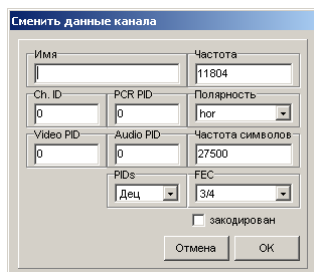 Сменить данные канала
Имя
Частота
11804
Ch. ID
PCR PID
Полярность
0
0
hor
Video PID
Audio PID
Частота символов
0
0
27500
PIDs
FEC
Дец
3/4
закодирован
Отмена
OK